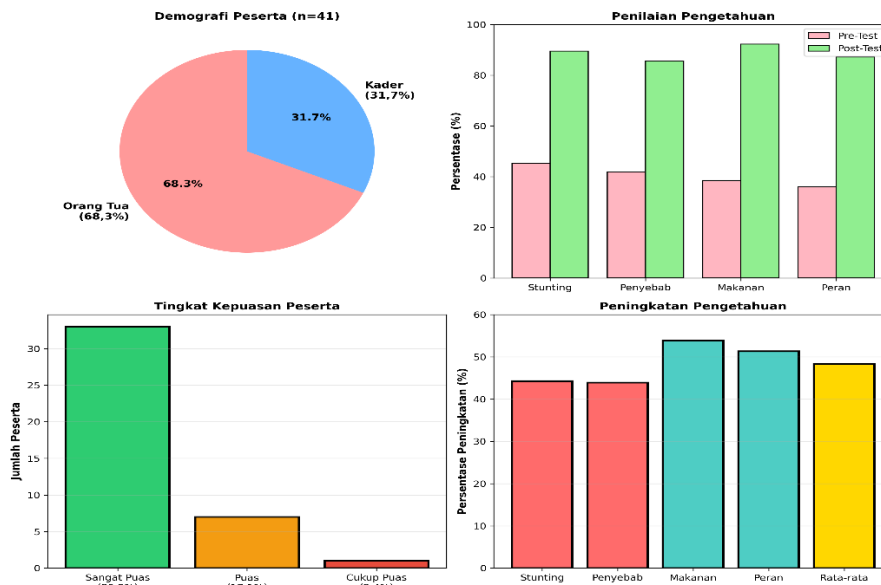 Demografi Peserta (n=41)
Kader
(31,7%)
31.7%
68.3%
Orang Tua
(68,3%)
Penilaian Pengetahuan
Pre-Test
Post-Test
Persentase (%)
100
80
60
40
20
0
Stunting Penyebab Makanan Peran
Tingkat Kepuasan Peserta
Jumlah Peserta
30
25
20
15
10
5
0
Sangat Puas Puas Cukup Puas
Peningkatan Pengetahuan
Persentase Peningkatan (%)
60
50
40
30
20
10
0
Stunting Penyebab Makanan Peran Rata-rata